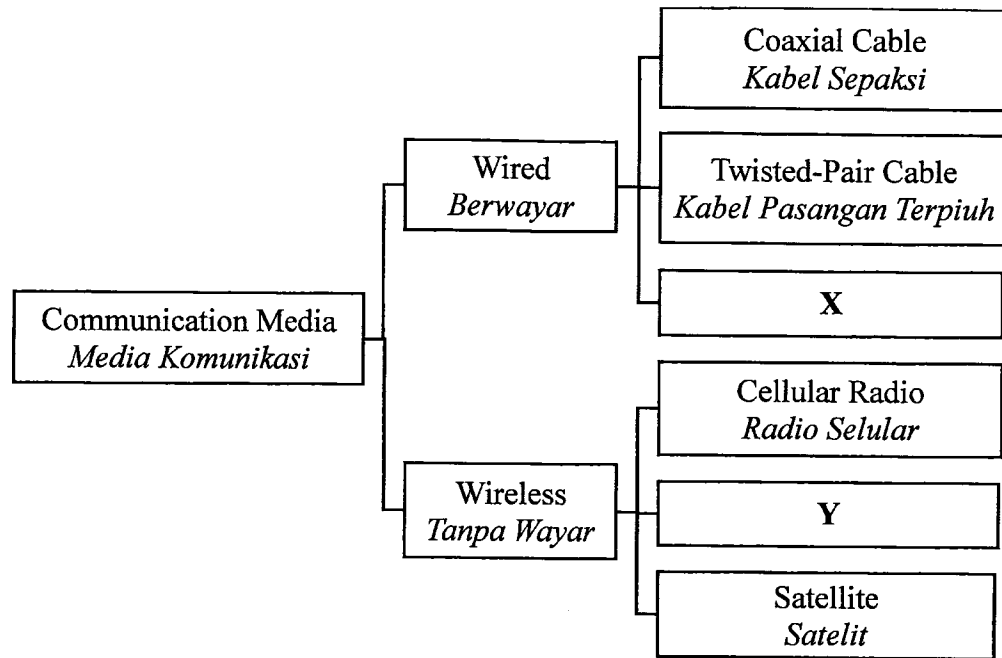 Coaxial Cable
Kabel Sepaksi
Wired
Berwayar
Twisted-Pair Cable
Kabel Pasangan Terpiuh
X
Communication Media
Media Komunikasi
Cellular Radio
Radio Selular
Wireless
Tanpa Wayar
Y
Satellite
Satelit